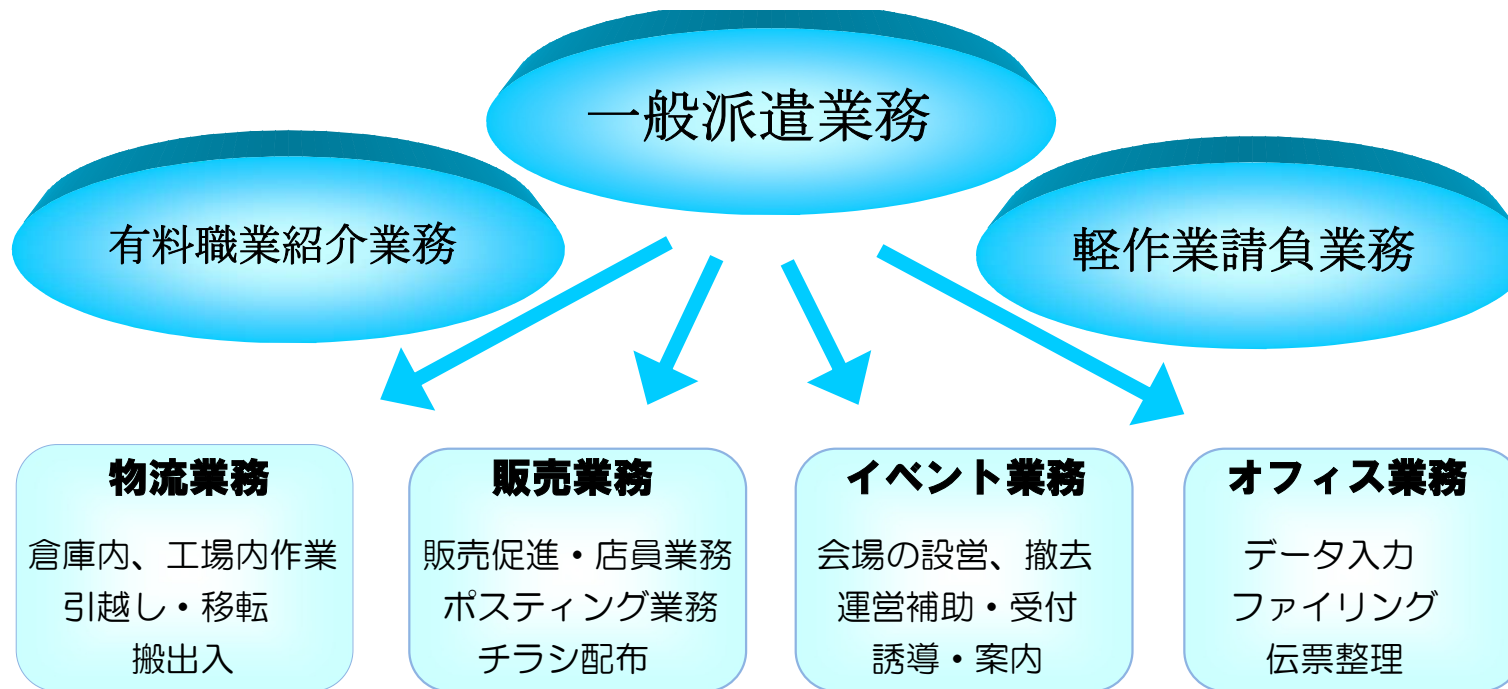 一般派遣業務
有料職業紹介業務
軽作業請負業務
物流業務
倉庫内、工場内作業
引越し・移転
搬出入
販売業務
販売促進・店員業務
ポスティング業務
チラシ配布
イベント業務
会場の設営、撤去
運営補助・受付
誘導・案内
オフィス業務
データ入力
ファイリング
伝票整理